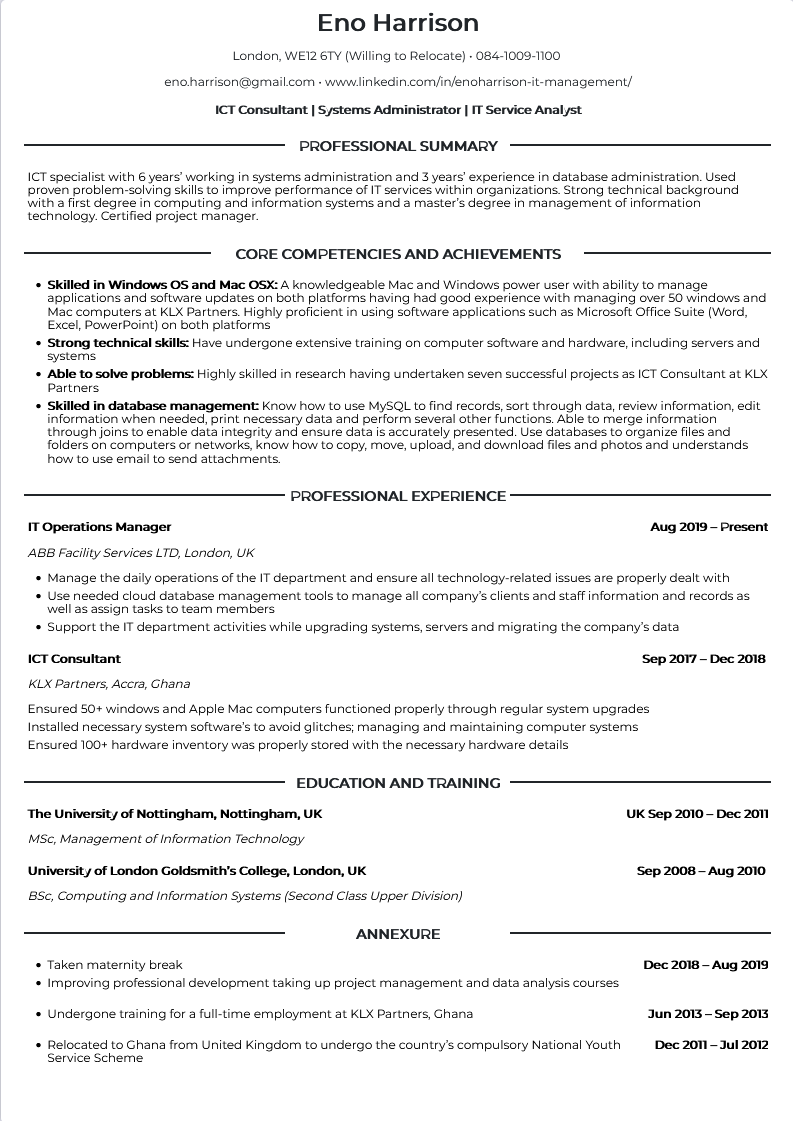 Eno Harrison
London, WE12 6TY (Willing to Relocate) • 084-1009-1100
eno.harrison@gmail.com • www.linkedin.com/in/enoharrison-it-management/
ICT Consultant | Systems Administrator | IT Service Analyst
PROFESSIONAL SUMMARY
ICT specialist with 6 years’ working in systems administration and 3 years’ experience in database administration. Used
proven problem-solving skills to improve performance of IT services within organizations. Strong technical background
with a first degree in computing and information systems and a master’s degree in management of information
technology. Certified project manager.
CORE COMPETENCIES AND ACHIEVEMENTS
• Skilled in Windows OS and Mac OSX: A knowledgeable Mac and Windows power user with ability to manage
applications and software updates on both platforms having had good experience with managing over 50 windows and
Mac computers at KLX Partners. Highly proficient in using software applications such as Microsoft Office Suite (Word,
Excel, PowerPoint) on both platforms
• Strong technical skills: Have undergone extensive training on computer software and hardware, including servers and
systems
• Able to solve problems: Highly skilled in research having undertaken seven successful projects as ICT Consultant at KLX
Partners
• Skilled in database management: Know how to use MySQL to find records, sort through data, review information, edit
information when needed, print necessary data and perform several other functions. Able to merge information
through joins to enable data integrity and ensure data is accurately presented. Use databases to organize files and
folders on computers or networks, know how to copy, move, upload, and download files and photos and understands
how to use email to send attachments.
PROFESSIONAL EXPERIENCE
IT Operations Manager Aug 2019 – Present
ABB Facility Services LTD, London, UK
• Manage the daily operations of the IT department and ensure all technology-related issues are properly dealt with
• Use needed cloud database management tools to manage all company’s clients and staff information and records as
well as assign tasks to team members
• Support the IT department activities while upgrading systems, servers and migrating the company’s data
ICT Consultant Sep 2017 – Dec 2018
KLX Partners, Accra, Ghana
Ensured 50+ windows and Apple Mac computers functioned properly through regular system upgrades
Installed necessary system software’s to avoid glitches; managing and maintaining computer systems
Ensured 100+ hardware inventory was properly stored with the necessary hardware details
EDUCATION AND TRAINING
The University of Nottingham, Nottingham, UK UK Sep 2010 – Dec 2011
MSc, Management of Information Technology
University of London Goldsmith’s College, London, UK Sep 2008 – Aug 2010
BSc, Computing and Information Systems (Second Class Upper Division)
ANNEXURE
• Taken maternity break Dec 2018 – Aug 2019
• Improving professional development taking up project management and data analysis courses
• Undergone training for a full-time employment at KLX Partners, Ghana Jun 2013 – Sep 2013
• Relocated to Ghana from United Kingdom to undergo the country’s compulsory National Youth Dec 2011 – Jul 2012
Service Scheme